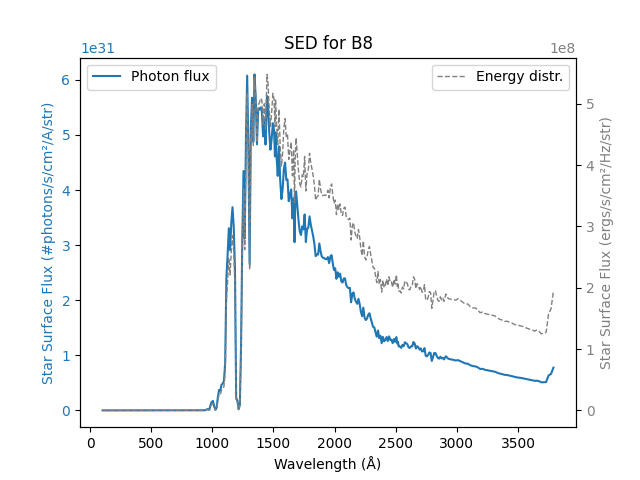 SED for B8
1e31
1e8
Photon flux
Energy distr.
Star Surface Flux (#photons/s/cm²/A/str)
6
5
4
3
2
1
0
Star Surface Flux (ergs/s/cm²/Hz/str)
5
4
3
2
1
0
0 500 1000 1500 2000 2500 3000 3500
Wavelength (Å)